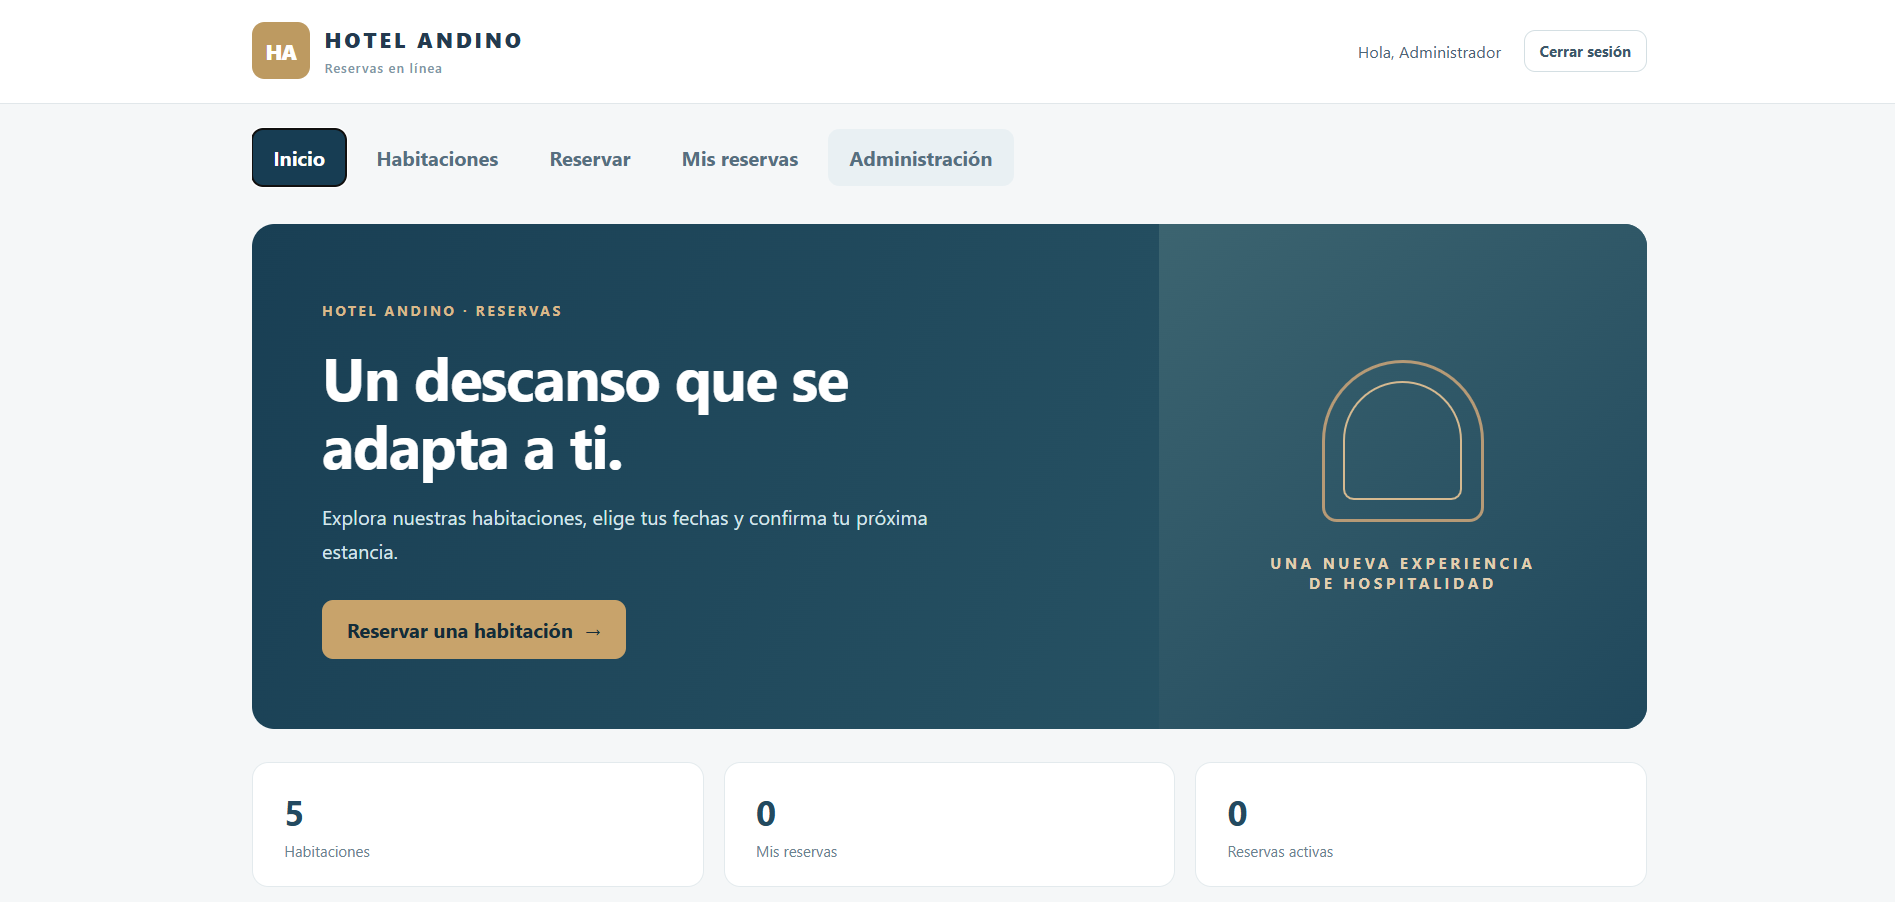 HA
HOTEL ANDINO
Reservas en línea
Hola, Administrador
Cerrar sesión
Inicio
Habitaciones
Reservar
Mis reservas
Administración
HOTEL ANDINO · RESERVAS
Un descanso que se
adapta a ti.
Explora nuestras habitaciones, elige tus fechas y confirma tu próxima
estancia.
Reservar una habitación →
UNA NUEVA EXPERIENCIA
DE HOSPITALIDAD
5
Habitaciones
0
Mis reservas
0
Reservas activas